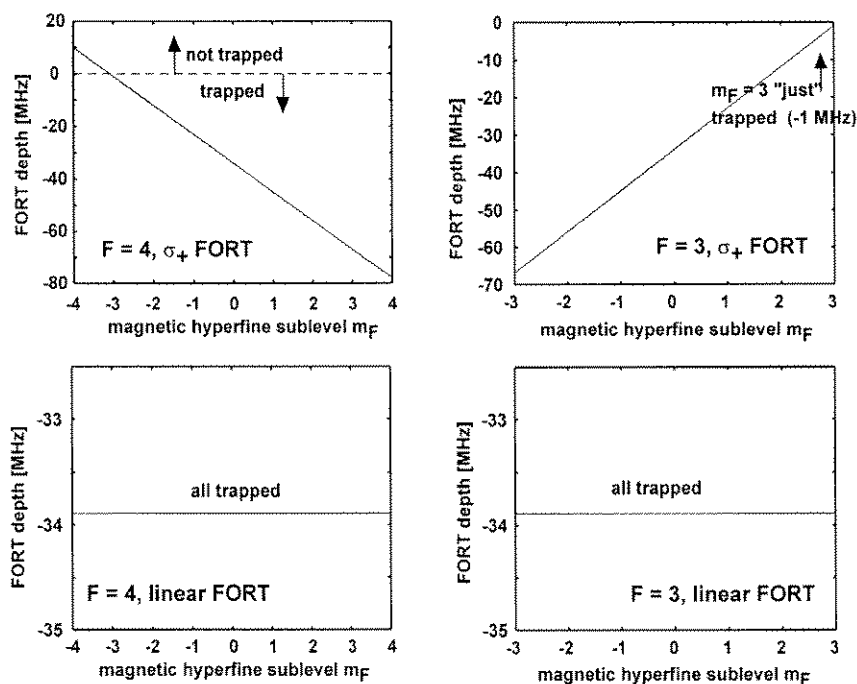 20
10
0
-20
-40
-60
-80
FORT depth [MHz]
not trapped
trapped
F = 4, σ+ FORT
-4 -3 -2 -1 0 1 2 3 4
magnetic hyperfine sublevel mF
0
-10
-20
-30
-40
-50
-60
-70
FORT depth [MHz]
mF = 3 "just"
trapped (-1 MHz)
F = 3, σ+ FORT
-3 -2 -1 0 1 2 3
magnetic hyperfine sublevel mF
-33
-34
-35
FORT depth [MHz]
all trapped
F = 4, linear FORT
-4 -3 -2 -1 0 1 2 3 4
magnetic hyperfine sublevel mF
-33
-34
-35
FORT depth [MHz]
all trapped
F = 3, linear FORT
-3 -2 -1 0 1 2 3
magnetic hyperfine sublevel mF